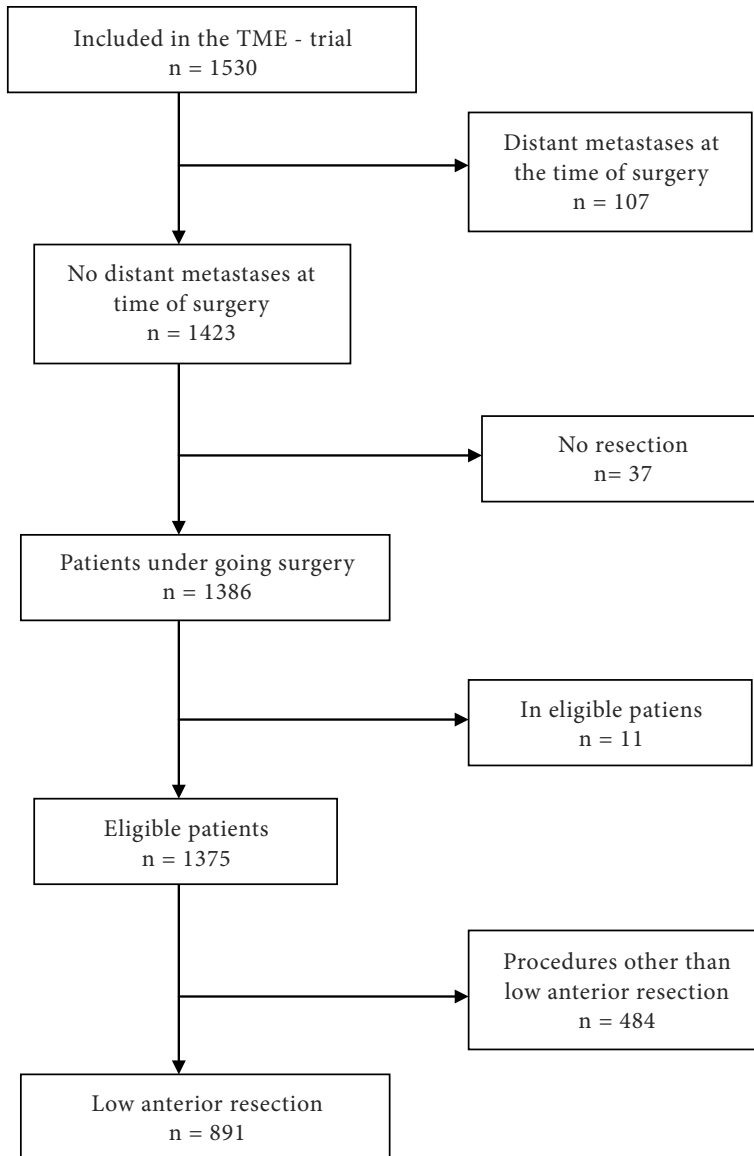 Included in the TME - trial
n = 1530
Distant metastases at
the time of surgery
n = 107
No distant metastases at
time of surgery
n = 1423
No resection
n= 37
Patients under going surgery
n = 1386
In eligible patiens
n = 11
Eligible patients
n = 1375
Procedures other than
low anterior resection
n = 484
Low anterior resection
n = 891